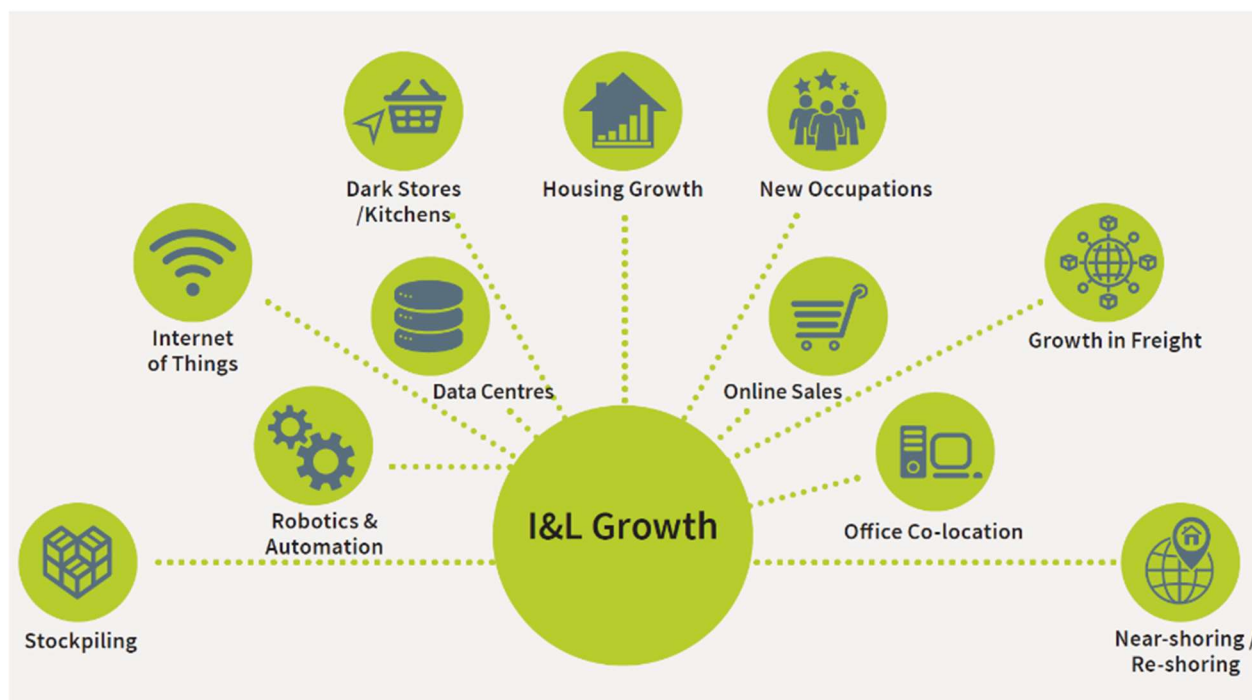 Dark Stores
/Kitchens
Housing Growth
New Occupations
Internet
of Things
Growth in Freight
Data Centres
Online Sales
Robotics &
Automation
I&L Growth
Office Co-location
Stockpiling
Near-shoring /
Re-shoring